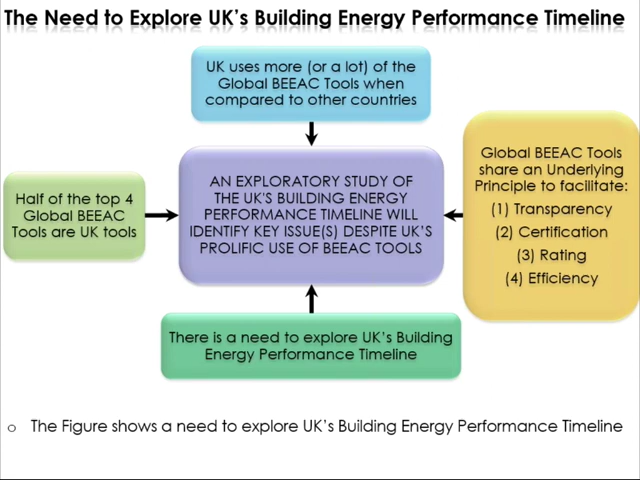 The Need to Explore UK's Building Energy Performance Timeline
UK uses more (or a lot) of the
Global BEEAC Tools when
compared to other countries
Half of the top 4
Global BEEAC
Tools are UK tools
AN EXPLORATORY STUDY OF
THE UK'S BUILDING ENERGY
PERFORMANCE TIMELINE WILL
IDENTIFY KEY ISSUE(S) DESPITE UK'S
PROLIFIC USE OF BEEAC TOOLS
Global BEEAC Tools
share an Underlying
Principle to facilitate:
(1) Transparency
(2) Certification
(3) Rating
(4) Efficiency
There is a need to explore UK's Building
Energy Performance Timeline
o The Figure shows a need to explore UK's Building Energy Performance Timeline